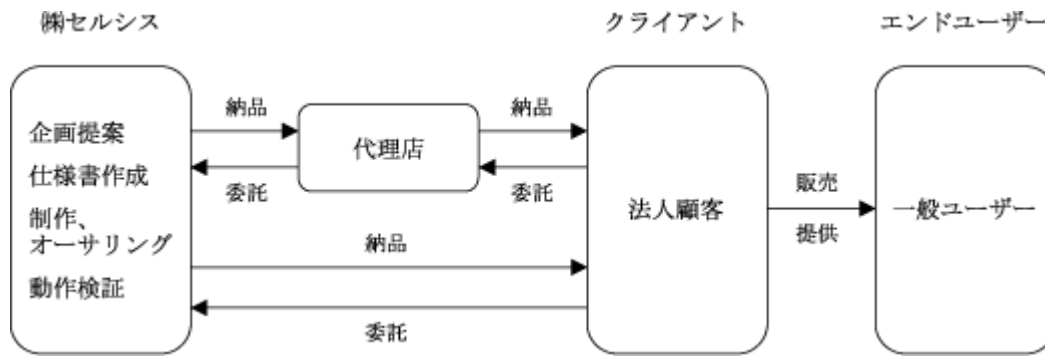 ㈱セルシス
クライアント
エンドユーザー
企画提案
仕様書作成
制作、
オーサリング
動作検証
納品
委託
代理店
納品
委託
納品
委託
法人顧客
販売
提供
一般ユーザー